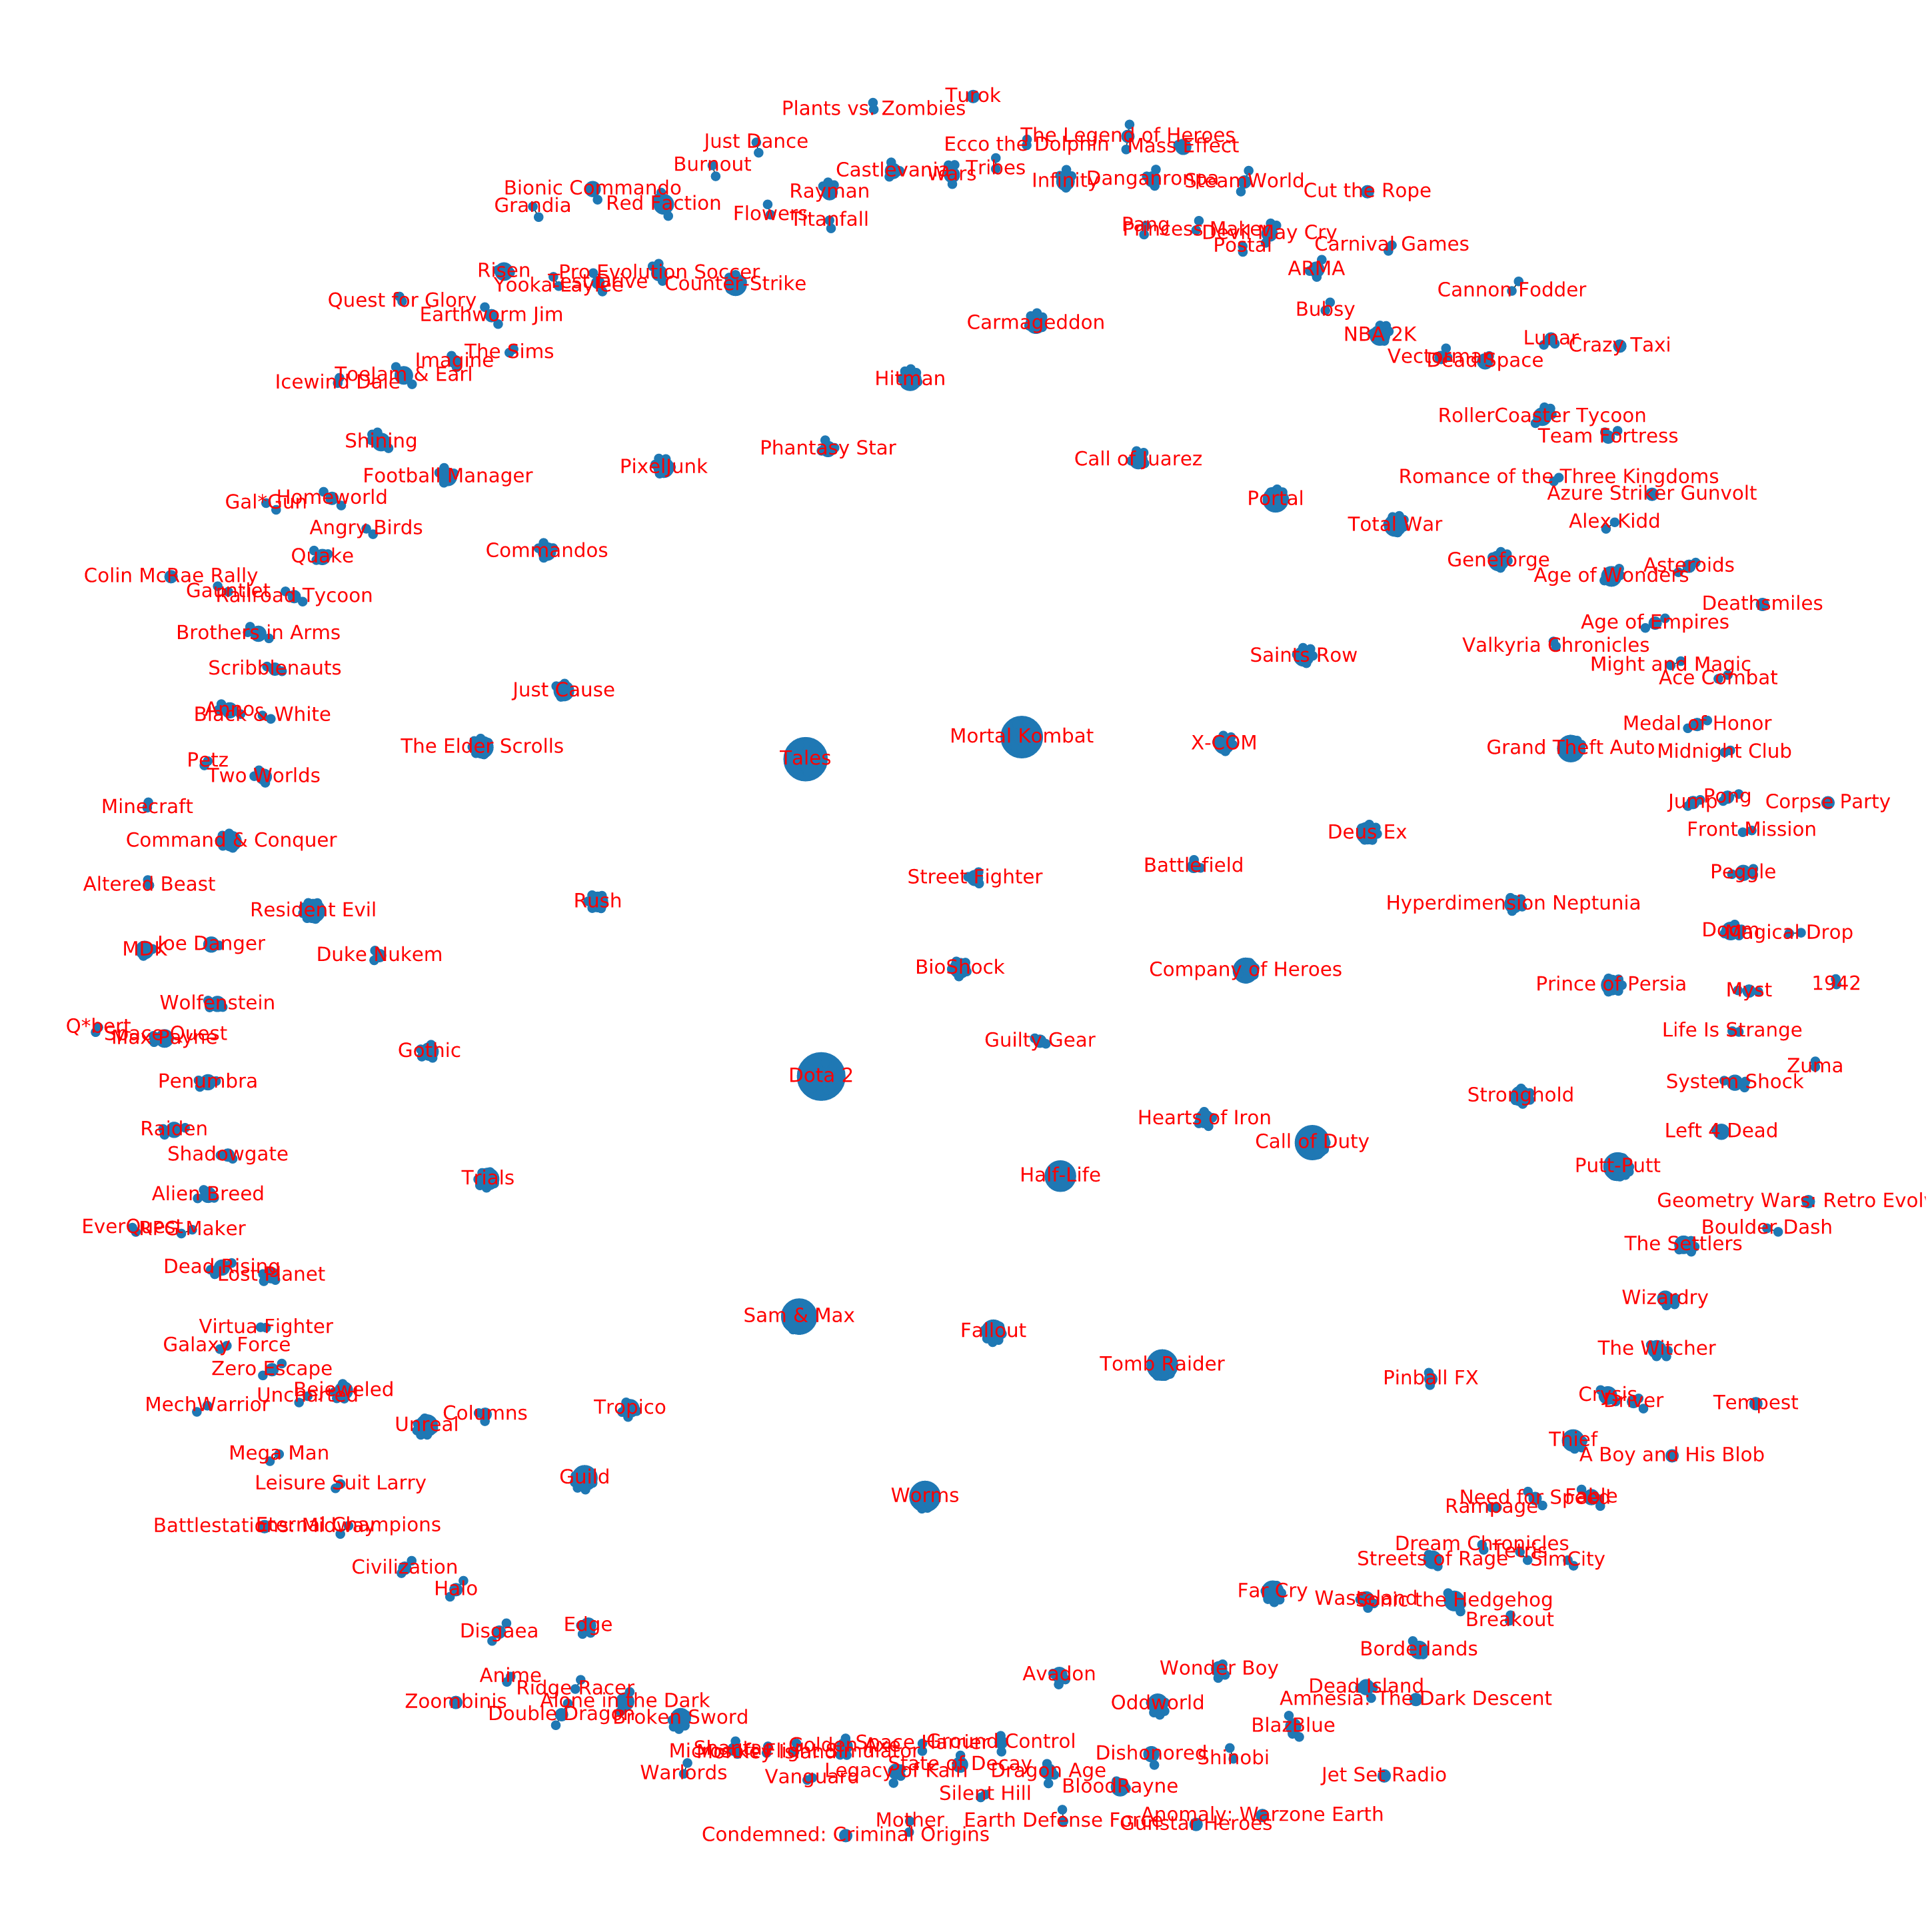 Turok
Plants vs. Zombies
The Legend of Heroes
Just Dance
Ecco the Dolphin
Mass Effect
Burnout
Castlevania
Wars
Tribes
Infinity
Danganronpa
SteamWorld
Bionic Commando
Rayman
Cut the Rope
Grandia
Red Faction
Flowers
Titanfall
Pang
Princess Maker
Devil May Cry
Postal
Carnival Games
Risen
Pro Evolution Soccer
ARMA
Yooka-Laylee
Test Drive
Counter-Strike
Cannon Fodder
Quest for Glory
Earthworm Jim
Carmageddon
Bubsy
NBA 2K
Lunar
Crazy Taxi
The Sims
Imagine
Vectorman
Dead Space
Icewind Dale
ToeJam & Earl
Hitman
RollerCoaster Tycoon
Team Fortress
Shining
Phantasy Star
Call of Juarez
Football Manager
PixelJunk
Romance of the Three Kingdoms
Azure Striker Gunvolt
Gal*Gun
Homeworld
Portal
Angry Birds
Total War
Alex Kidd
Quake
Commandos
Geneforge
Age of Wonders
Asteroids
Colin McRae Rally
Gauntlet
Railroad Tycoon
Deathsmiles
Brothers in Arms
Age of Empires
Valkyria Chronicles
Scribblenauts
Saints Row
Might and Magic
Ace Combat
Just Cause
Anno
Black & White
Medal of Honor
The Elder Scrolls
Mortal Kombat
X-COM
Grand Theft Auto
Midnight Club
Petz
Two Worlds
Tales
Minecraft
Jump
Pong
Corpse Party
Command & Conquer
Deus Ex
Front Mission
Altered Beast
Street Fighter
Battlefield
Peggle
Resident Evil
Rush
Hyperdimension Neptunia
MDK
Joe Danger
Duke Nukem
Doom
Magical Drop
BioShock
Company of Heroes
Prince of Persia
1942
Wolfenstein
Myst
Q*bert
Space Quest
Max Payne
Gothic
Guilty Gear
Life Is Strange
Penumbra
Dota 2
System Shock
Zuma
Raiden
Hearts of Iron
Stronghold
Shadowgate
Call of Duty
Left 4 Dead
Trials
Half-Life
Putt-Putt
Alien Breed
Geometry Wars: Retro Evol
EverQuest
RPG Maker
Boulder Dash
Dead Rising
Lost Planet
The Settlers
Virtua Fighter
Sam & Max
Fallout
Wizardry
Galaxy Force
The Witcher
Zero Escape
Tomb Raider
Pinball FX
Uncharted
Bejeweled
MechWarrior
Columns
Tropico
Crysis
Driver
Tempest
Unreal
Thief
Mega Man
A Boy and His Blob
Leisure Suit Larry
Guild
Worms
Need for Speed
Fable
Rampage
Battlestations: Midway
Eternal Champions
Dream Chronicles
Tetris
Civilization
Streets of Rage
SimCity
Halo
Far Cry
Wasteland
Sonic the Hedgehog
Breakout
Disgaea
Edge
Borderlands
Anime
Avadon
Wonder Boy
Ridge Racer
Dead Island
Zoombinis
Alone in the Dark
Oddworld
Amnesia: The Dark Descent
Double Dragon
Broken Sword
BlazBlue
Golden Axe
Space Harrier
Ground Control
Shantae
Microsoft Flight Simulator
Monkey Island
Dishonored
Shinobi
State of Decay
Warlords
Vanguard
Legacy of Kain
Dragon Age
Jet Set Radio
Silent Hill
BloodRayne
Mother
Earth Defense Force
Anomaly: Warzone Earth
Gunstar Heroes
Condemned: Criminal Origins